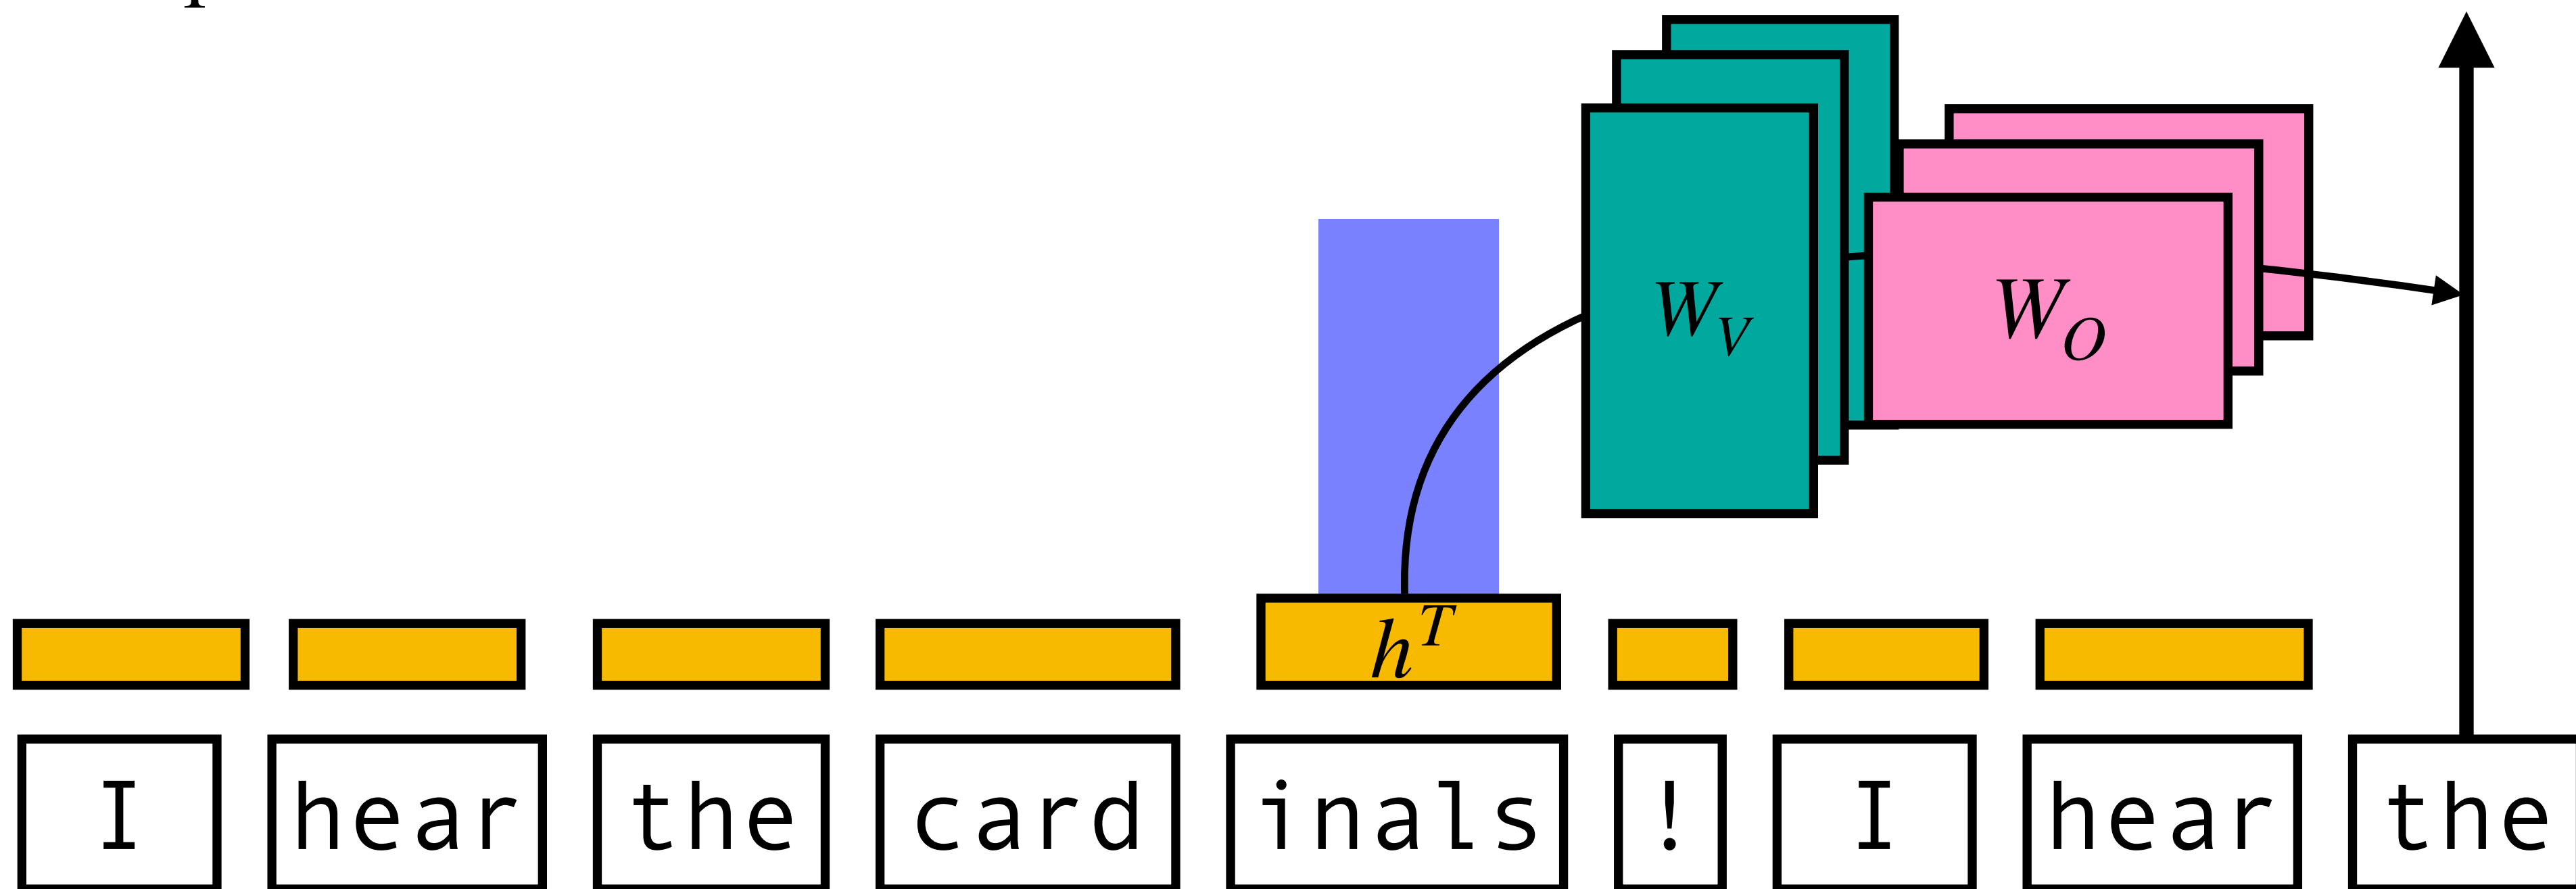 W_V W_O
h^T
I hear the card inals ! I hear the